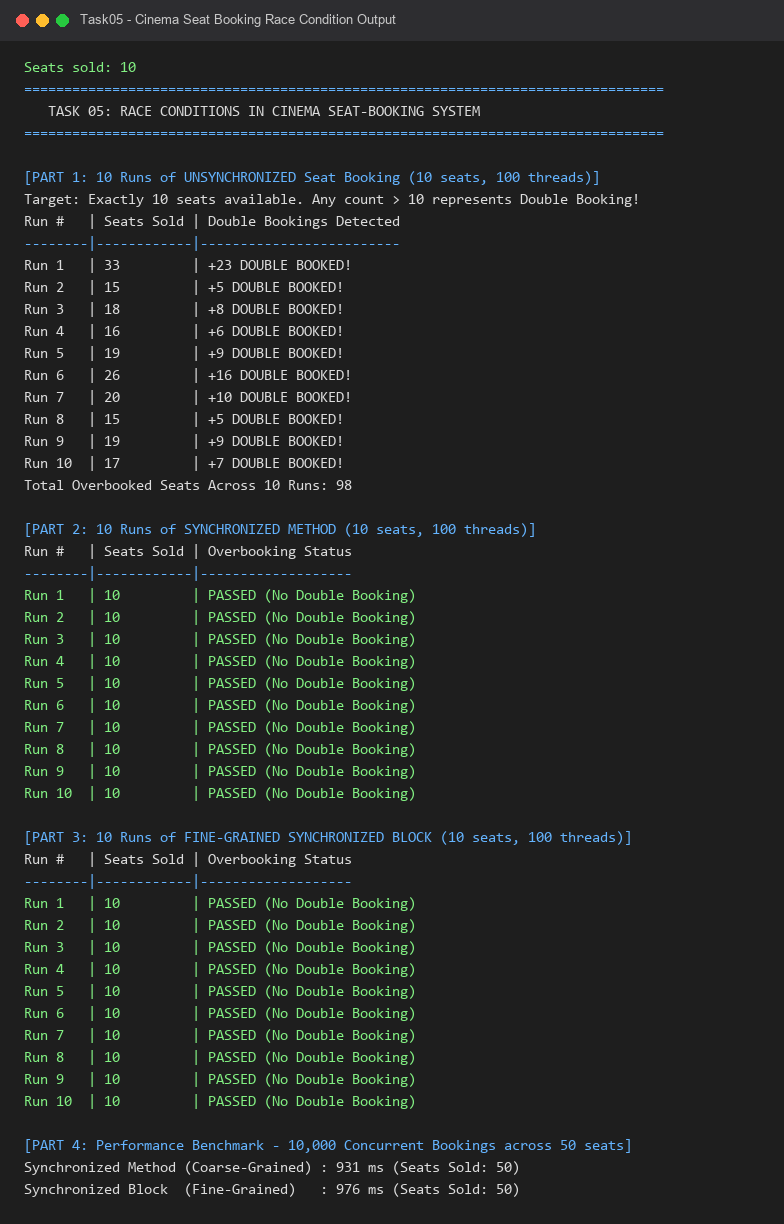 Task05 - Cinema Seat Booking Race Condition Output
Seats sold: 10
================================================================================
   TASK 05: RACE CONDITIONS IN CINEMA SEAT-BOOKING SYSTEM
================================================================================
[PART 1: 10 Runs of UNSYNCHRONIZED Seat Booking (10 seats, 100 threads)]
Target: Exactly 10 seats available. Any count > 10 represents Double Booking!
Run #   | Seats Sold | Double Bookings Detected
--------|------------|-------------------------
Run 1   | 33         | +23 DOUBLE BOOKED!
Run 2   | 15         | +5 DOUBLE BOOKED!
Run 3   | 18         | +8 DOUBLE BOOKED!
Run 4   | 16         | +6 DOUBLE BOOKED!
Run 5   | 19         | +9 DOUBLE BOOKED!
Run 6   | 26         | +16 DOUBLE BOOKED!
Run 7   | 20         | +10 DOUBLE BOOKED!
Run 8   | 15         | +5 DOUBLE BOOKED!
Run 9   | 19         | +9 DOUBLE BOOKED!
Run 10  | 17         | +7 DOUBLE BOOKED!
Total Overbooked Seats Across 10 Runs: 98
[PART 2: 10 Runs of SYNCHRONIZED METHOD (10 seats, 100 threads)]
Run #   | Seats Sold | Overbooking Status
--------|------------|-------------------
Run 1   | 10         | PASSED (No Double Booking)
Run 2   | 10         | PASSED (No Double Booking)
Run 3   | 10         | PASSED (No Double Booking)
Run 4   | 10         | PASSED (No Double Booking)
Run 5   | 10         | PASSED (No Double Booking)
Run 6   | 10         | PASSED (No Double Booking)
Run 7   | 10         | PASSED (No Double Booking)
Run 8   | 10         | PASSED (No Double Booking)
Run 9   | 10         | PASSED (No Double Booking)
Run 10  | 10         | PASSED (No Double Booking)
[PART 3: 10 Runs of FINE-GRAINED SYNCHRONIZED BLOCK (10 seats, 100 threads)]
Run #   | Seats Sold | Overbooking Status
--------|------------|-------------------
Run 1   | 10         | PASSED (No Double Booking)
Run 2   | 10         | PASSED (No Double Booking)
Run 3   | 10         | PASSED (No Double Booking)
Run 4   | 10         | PASSED (No Double Booking)
Run 5   | 10         | PASSED (No Double Booking)
Run 6   | 10         | PASSED (No Double Booking)
Run 7   | 10         | PASSED (No Double Booking)
Run 8   | 10         | PASSED (No Double Booking)
Run 9   | 10         | PASSED (No Double Booking)
Run 10  | 10         | PASSED (No Double Booking)
[PART 4: Performance Benchmark - 10,000 Concurrent Bookings across 50 seats]
Synchronized Method (Coarse-Grained) : 931 ms (Seats Sold: 50)
Synchronized Block  (Fine-Grained)   : 976 ms (Seats Sold: 50)